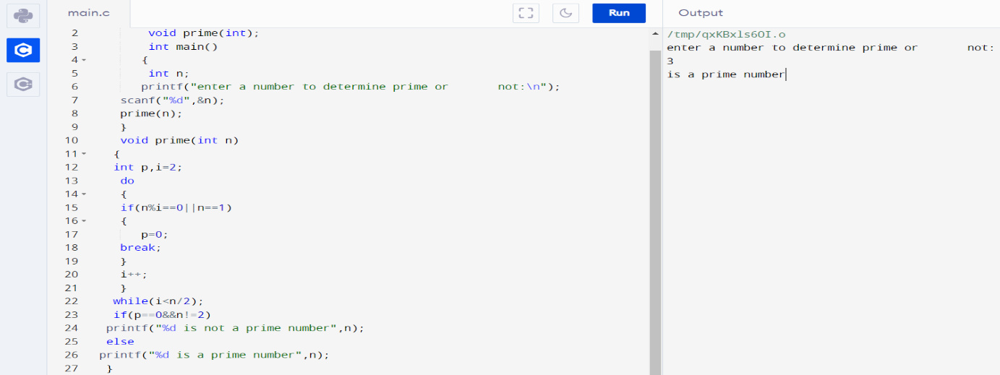 main.c
Run
Output
2 void prime(int);
3 int main()
4 {
5 int n;
6 printf("enter a number to determine prime or       not:\n");
7 scanf("%d",&n);
8 prime(n);
9 }
10 void prime(int n)
11 {
12 int p,i=2;
13 do
14 {
15 if(n%i==0||n==1)
16 {
17 p=0;
18 break;
19 }
20 i++;
21 }
22 while(i<n/2);
23 if(p==0&&n!=2)
24 printf("%d is not a prime number",n);
25 else
26 printf("%d is a prime number",n);
27 }
/tmp/qxKBxls6OI.o
enter a number to determine prime or       not:
3
is a prime number